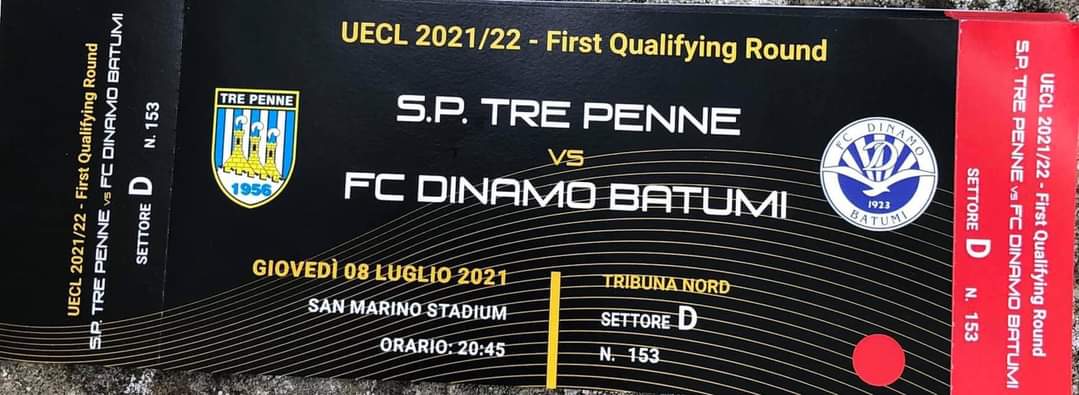 UECL 2021/22 - First Qualifying Round
S.P. TRE PENNE vs FC DINAMO BATUMI
SETTORE D N. 153
UECL 2021/22 - First Qualifying Round
TRE PENNE
1956
S.P. TRE PENNE
VS
FC DINAMO BATUMI
FC DINAMO
D
1923
BATUMI
GIOVEDÌ 08 LUGLIO 2021
SAN MARINO STADIUM
ORARIO: 20:45
TRIBUNA NORD
SETTORE D
N. 153
UECL 2021/22 - First Qualifying Round
S.P. TRE PENNE vs FC DINAMO BATUMI
SETTORE D N. 153